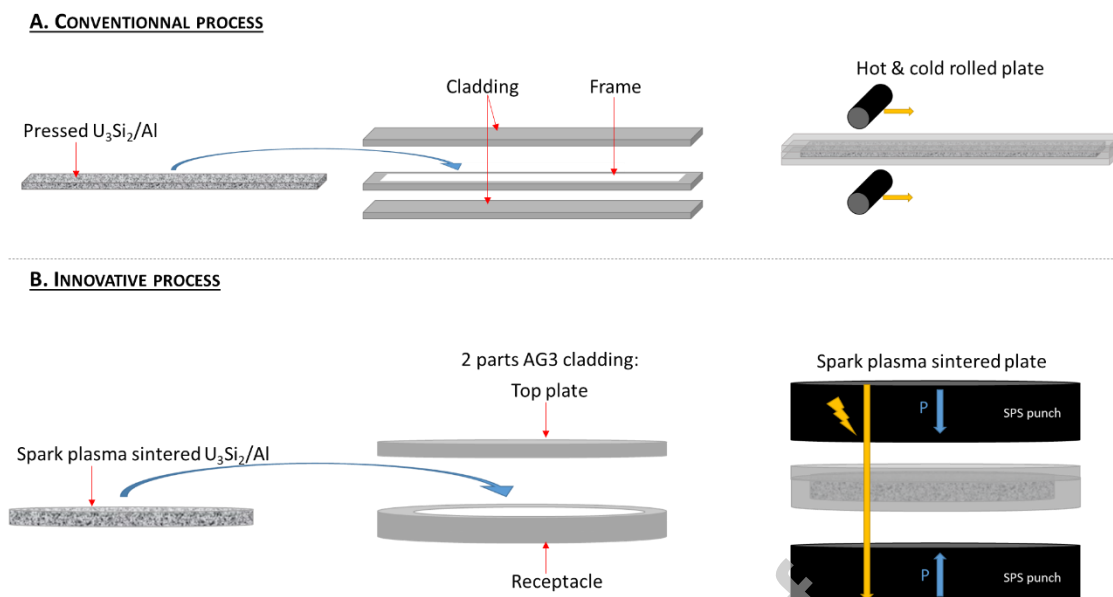 A. CONVENTIONNAL PROCESS
Hot & cold rolled plate
Cladding
Frame
Pressed U₃Si₂/Al
B. INNOVATIVE PROCESS
2 parts AG3 cladding:
Top plate
Spark plasma sintered plate
P
SPS punch
Spark plasma sintered U₃Si₂/Al
Receptacle
P
SPS punch